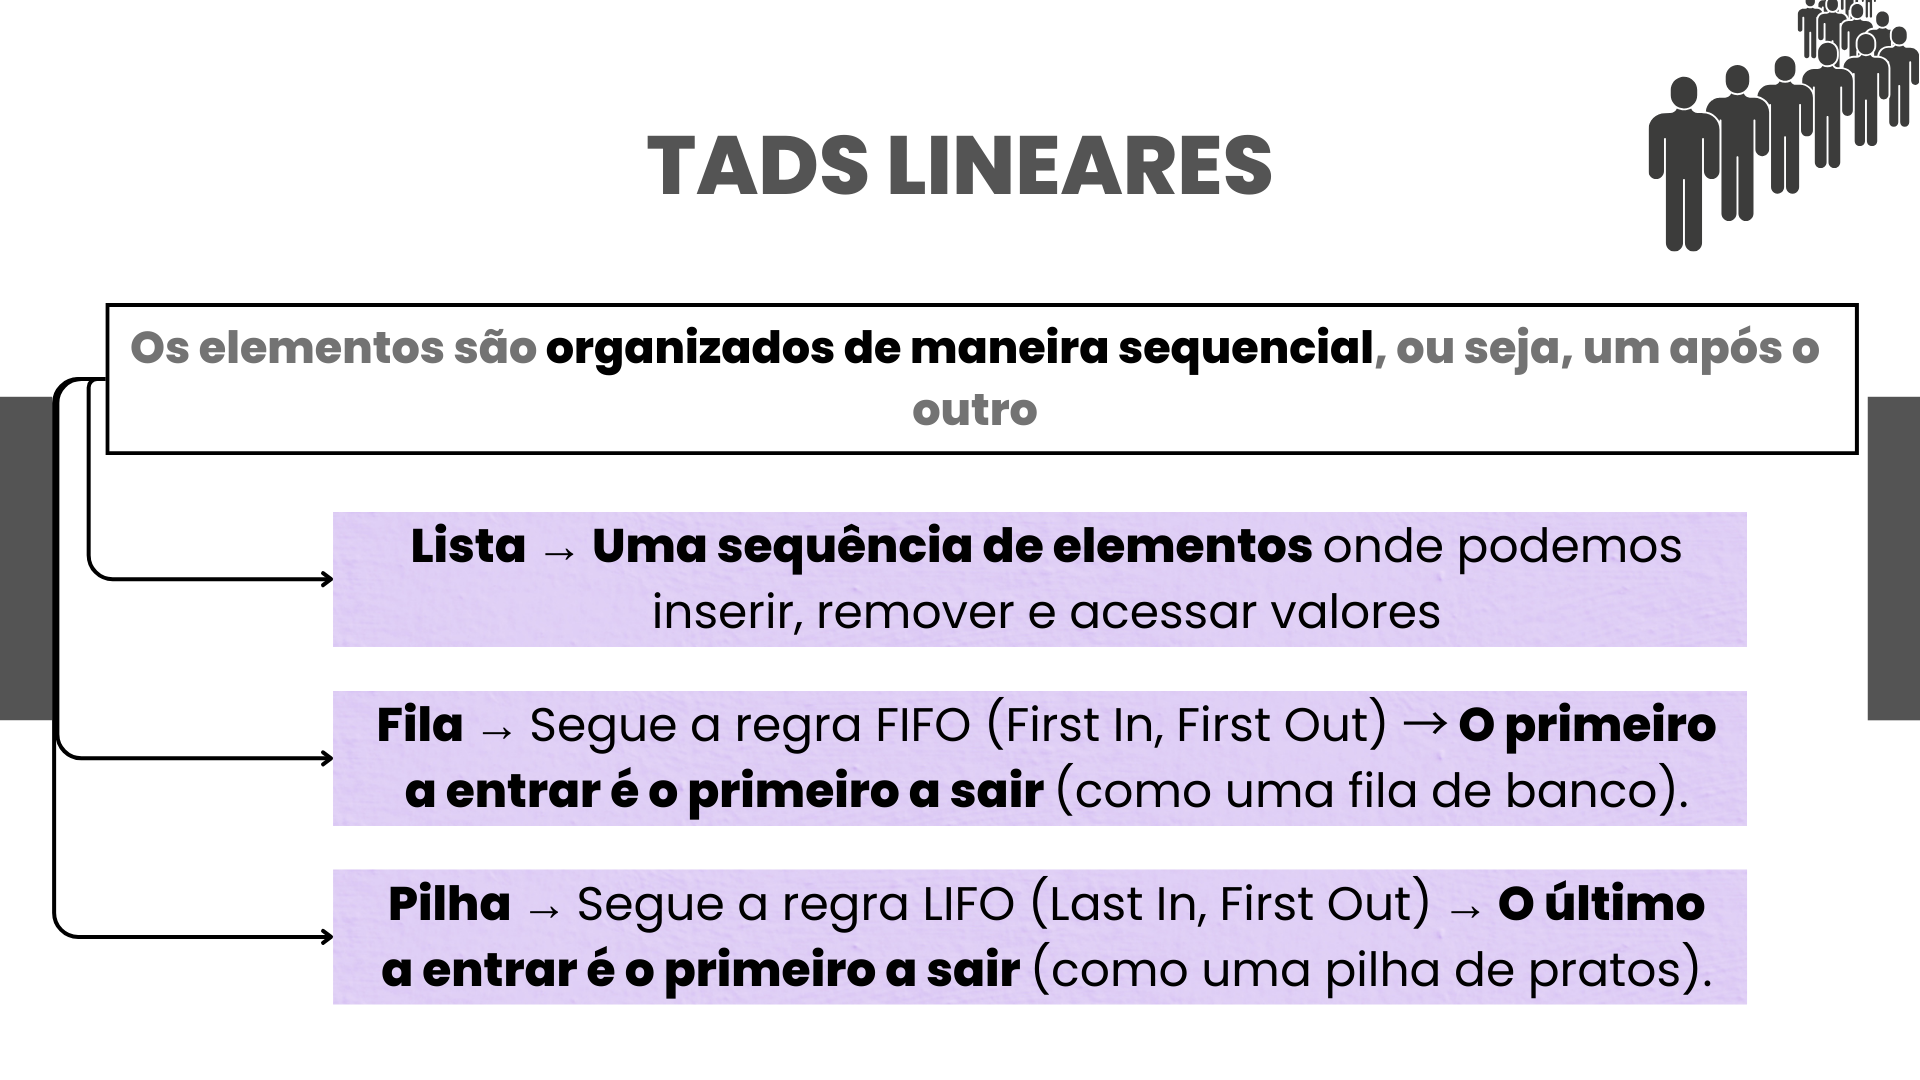 TADS LINEARES
Os elementos são organizados de maneira sequencial, ou seja, um após o
outro
Lista → Uma sequência de elementos onde podemos
inserir, remover e acessar valores
Fila → Segue a regra FIFO (First In, First Out) → O primeiro
a entrar é o primeiro a sair (como uma fila de banco).
Pilha → Segue a regra LIFO (Last In, First Out) → O último
a entrar é o primeiro a sair (como uma pilha de pratos).